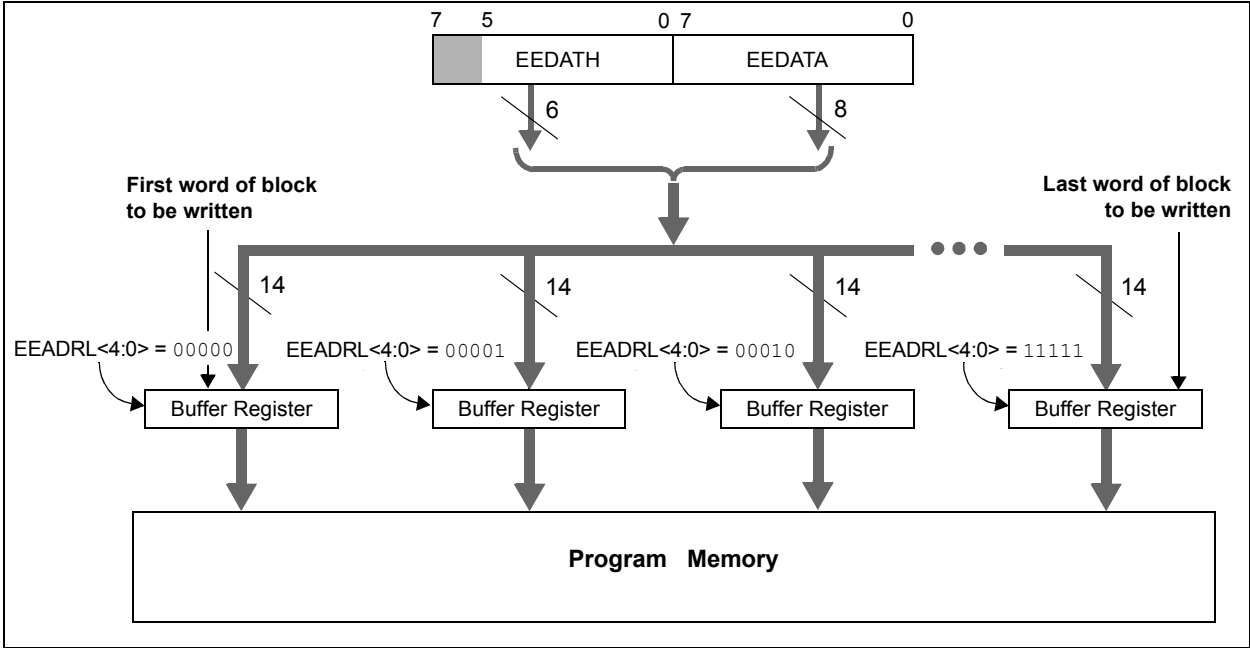 7 5 0 7 0
EEDATH EEDATA
6 8
First word of block
to be written
Last word of block
to be written
14 14 14 14
EEADRL<4:0> = 00000 EEADRL<4:0> = 00001 EEADRL<4:0> = 00010 EEADRL<4:0> = 11111
Buffer Register Buffer Register Buffer Register Buffer Register
Program Memory